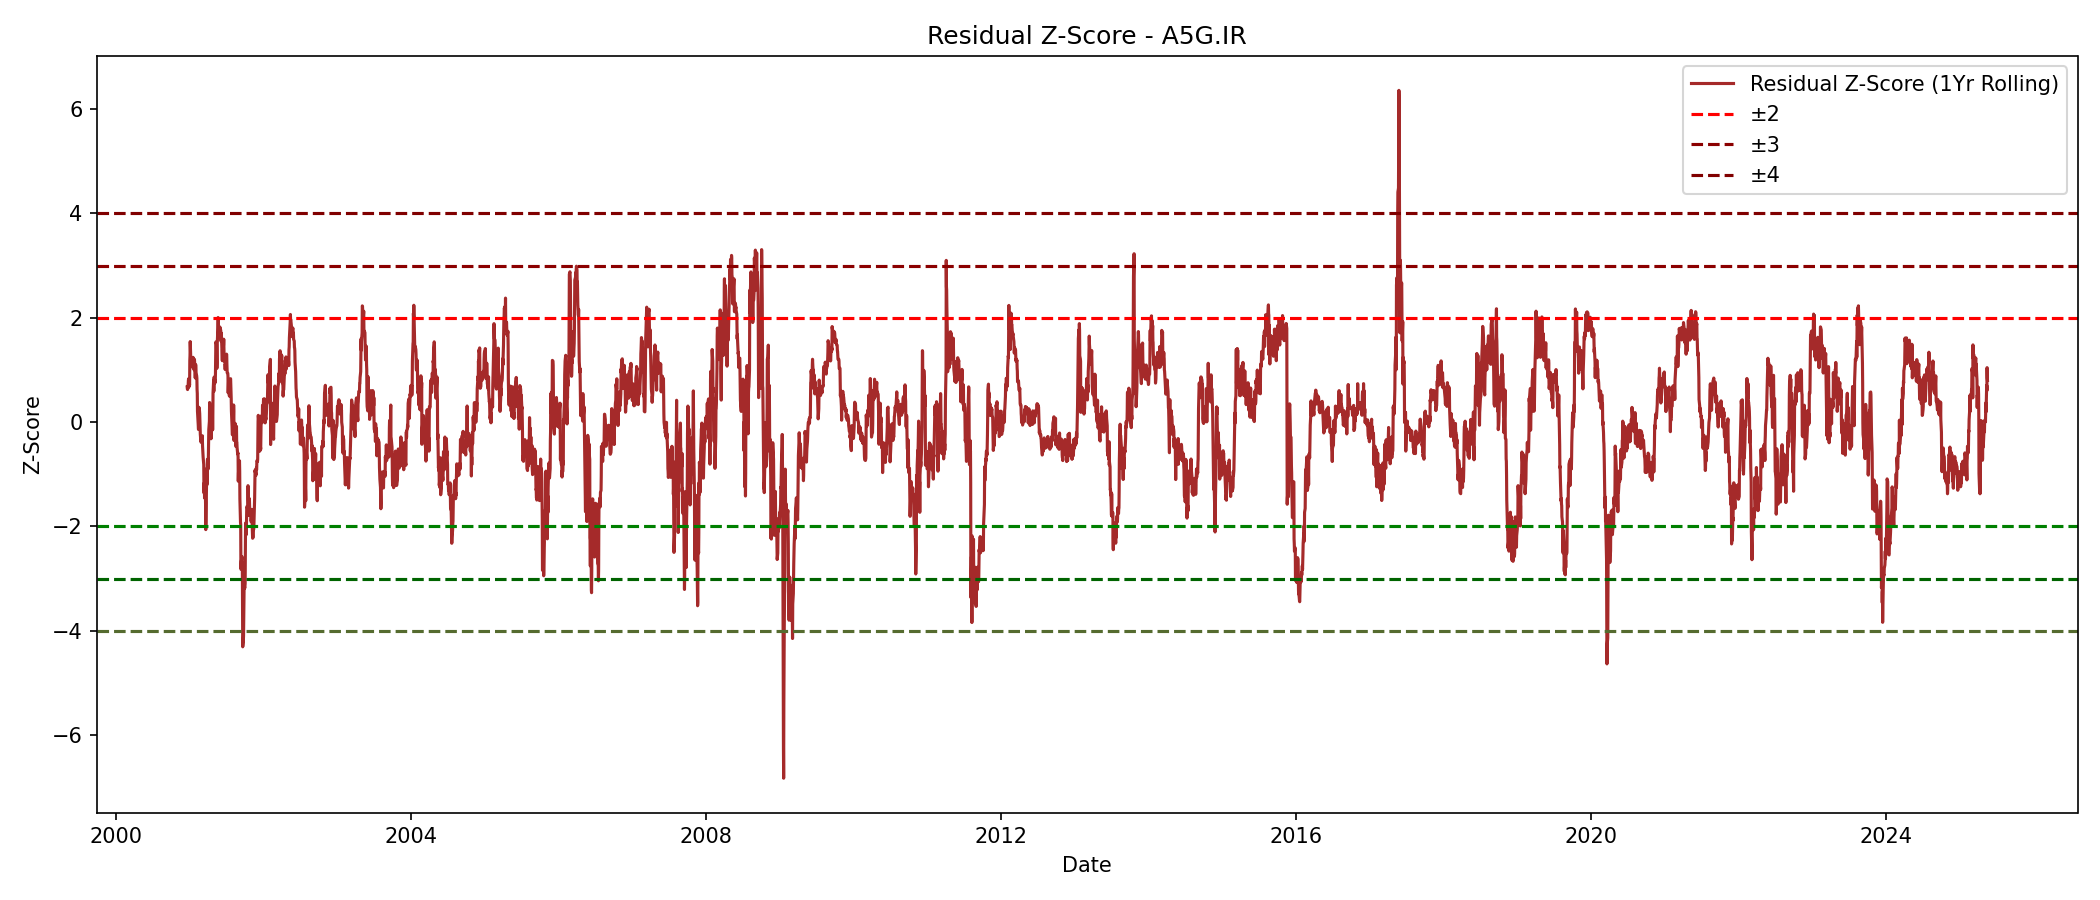 Residual Z-Score - A5G.IR
Residual Z-Score (1Yr Rolling)
±2
±3
±4
6
4
2
0
−2
−4
−6
Z-Score
2000 2004 2008 2012 2016 2020 2024
Date